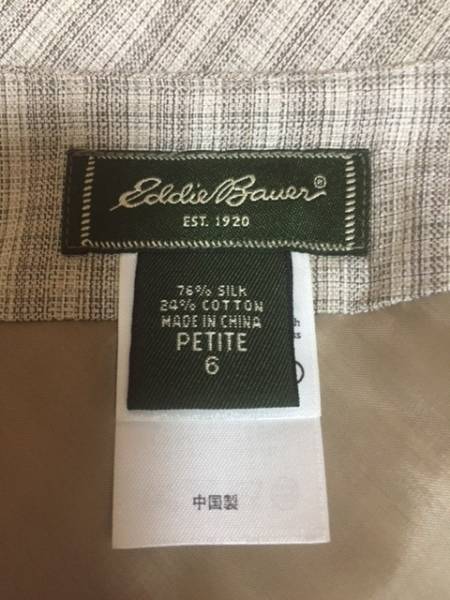 Eddie Bauer®
EST. 1920
76% SILK
24% COTTON
MADE IN CHINA
PETITE
6
中国製